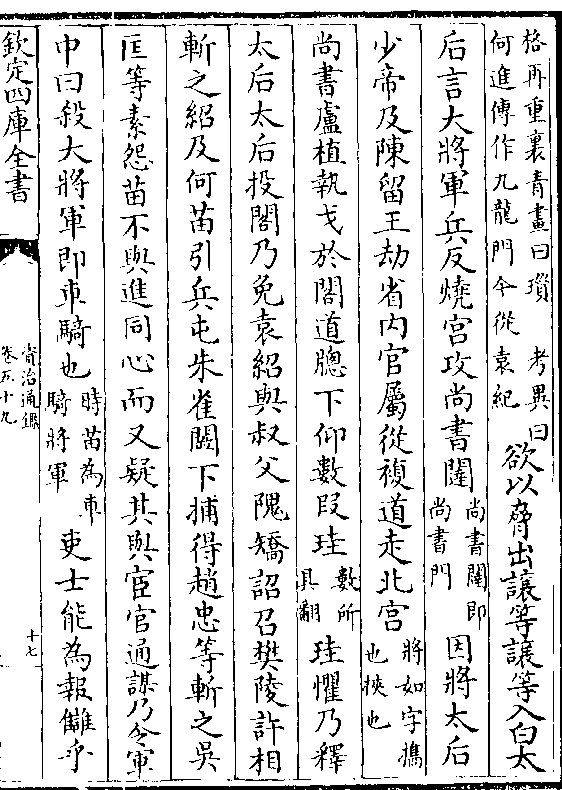 格再重裏青畫曰瑣　考異曰
何進傳作九龍門今從袁紀
欲以脅出讓等讓等入白太
后言大將軍兵反燒宫攻尚書闥
尚書闥即
尚書門
因將太后
少帝及陳留王劫省内官屬從複道走北宫
將如字攜
也挾也
尚書盧植執戈於閣道牕下仰數段珪
數所
具翻
珪懼乃釋
太后太后投閣乃免袁紹與叔父隗矯詔召樊陵許相
斬之紹及何苗引兵屯朱雀闕下捕得趙忠等斬之吳
匡等素怨苗不與進同心而又疑其與宦官通謀乃令軍
中曰殺大將軍即車騎也
時苗為車
騎將軍
吏士能為報讎乎
欽定四庫全書
資治通鑑
卷五十九
十七